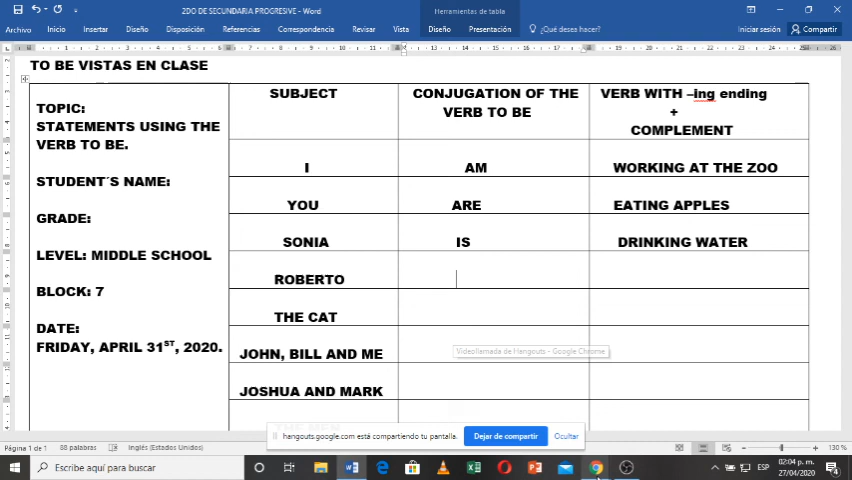 2DO DE SECUNDARIA PROGRESIVE - Word
Herramientas de tabla
Archivo Insertar Diseño Disposición Referencias Correspondencia Revisar Vista Diseño Presentación ¿Qué desea hacer? Iniciar sesión Compartir
TO BE VISTAS EN CLASE
TOPIC:
STATEMENTS USING THE
VERB TO BE.
STUDENT´S NAME:
GRADE:
LEVEL: MIDDLE SCHOOL
BLOCK: 7
DATE:
FRIDAY, APRIL 31ST, 2020.
SUBJECT
CONJUGATION OF THE
VERB TO BE
VERB WITH –ing ending
+
COMPLEMENT
I AM WORKING AT THE ZOO
YOU ARE EATING APPLES
SONIA IS DRINKING WATER
ROBERTO
THE CAT
JOHN, BILL AND ME
JOSHUA AND MARK
THE MEN
Videollamada de Hangouts - Google Chrome
hangouts.google.com está compartiendo tu pantalla. Dejar de compartir Ocultar
Página 1 de 1 88 palabras Inglés (Estados Unidos) 130 %
Escribe aquí para buscar
ESP
02:04 p. m.
27/04/2020
4